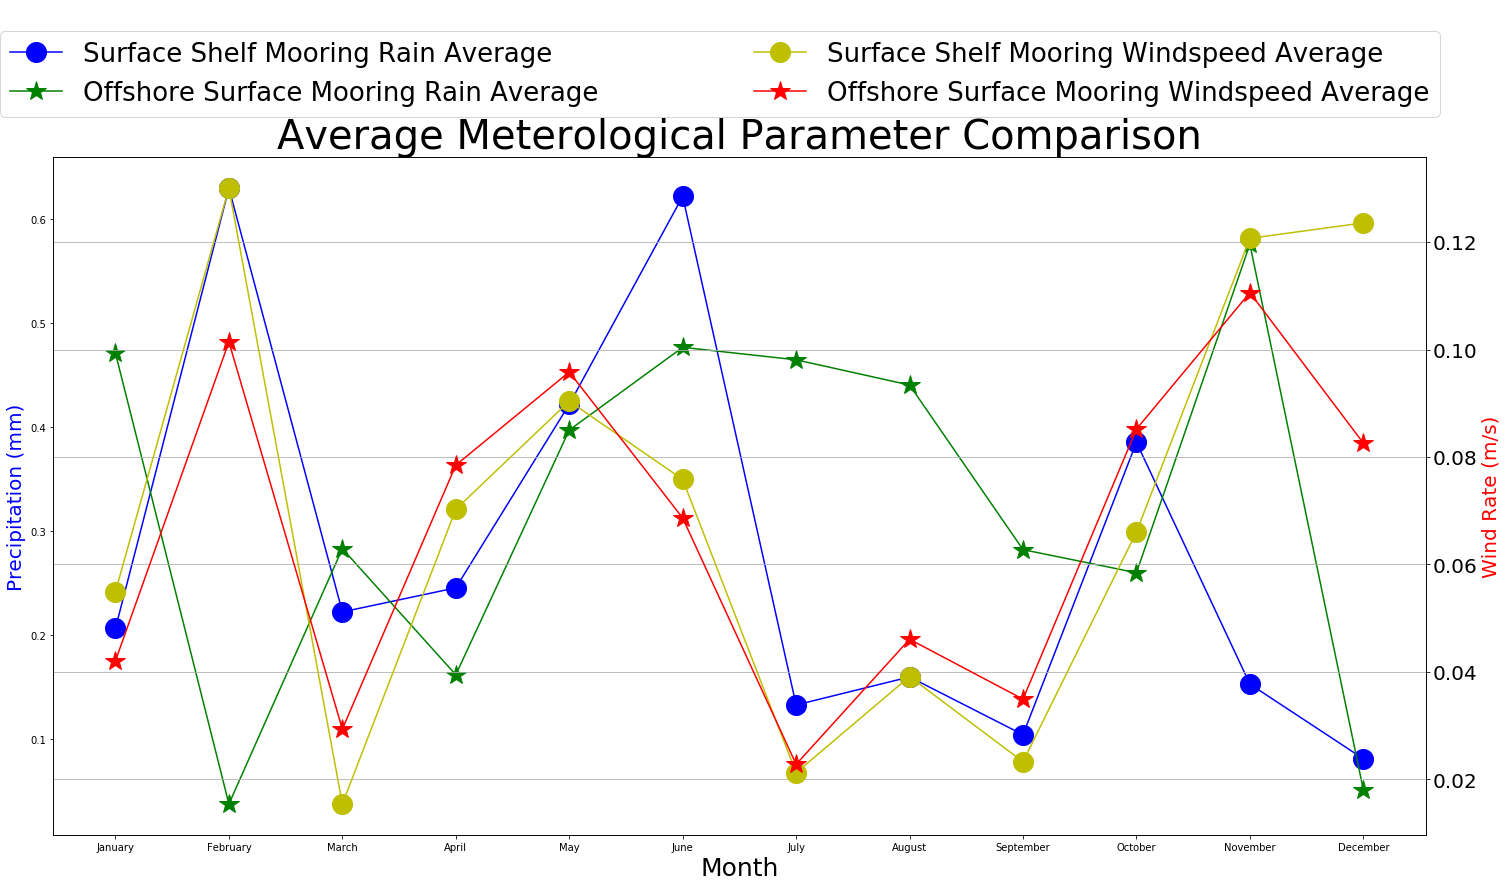 Surface Shelf Mooring Rain Average
Offshore Surface Mooring Rain Average
Surface Shelf Mooring Windspeed Average
Offshore Surface Mooring Windspeed Average
Average Meterological Parameter Comparison
Precipitation (mm)
0.6
0.5
0.4
0.3
0.2
0.1
0.12
0.10
0.08
0.06
0.04
0.02
Wind Rate (m/s)
January February March April May June July August September October November December
Month